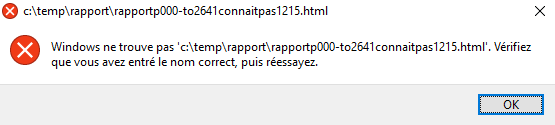 c:\temp\rapport\rapportp000-to2641connaitpas1215.html
Windows ne trouve pas 'c:\temp\rapport\rapportp000-to2641connaitpas1215.html'. Vérifiez
que vous avez entré le nom correct, puis réessayez.
OK